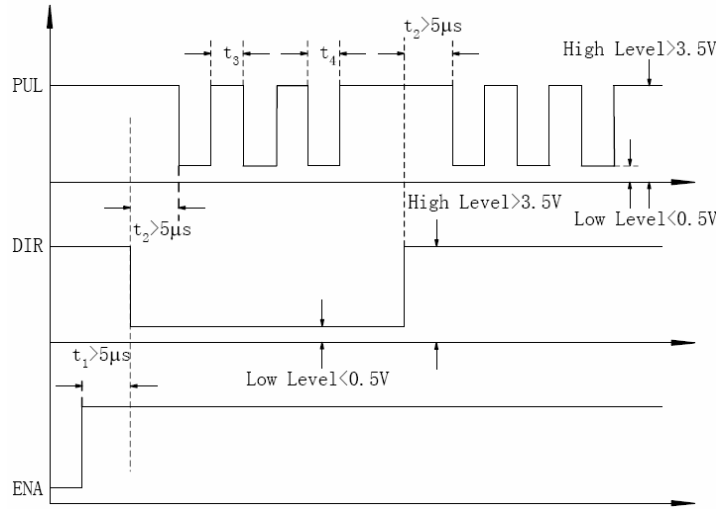 t₂>5μs
t₃
t₄
High Level>3.5V
PUL
High Level>3.5V
Low Level<0.5V
t₂>5μs
DIR
t₁>5μs
Low Level<0.5V
ENA